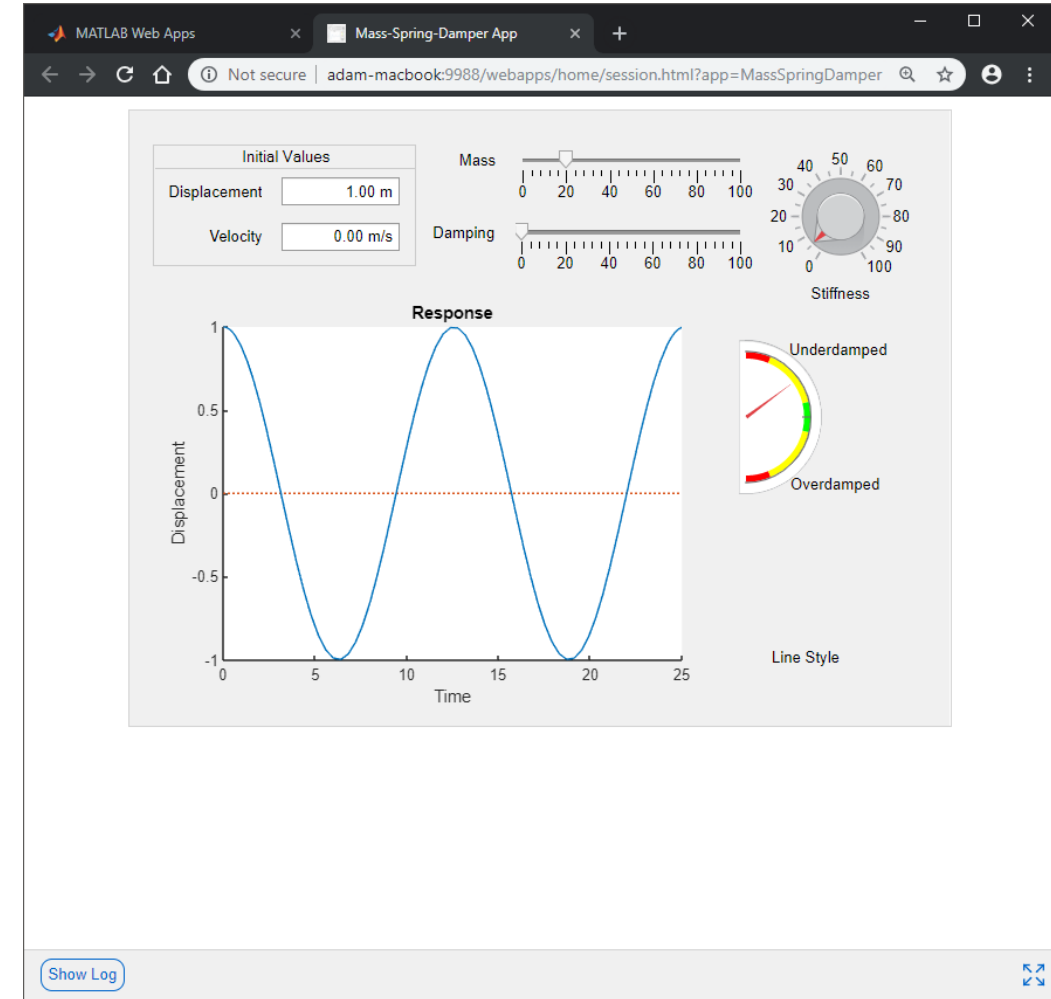 MATLAB Web Apps
Mass-Spring-Damper App
Not secure | adam-macbook:9988/webapps/home/session.html?app=MassSpringDamper
Initial Values
Displacement 1.00 m
Velocity 0.00 m/s
Mass
0 20 40 60 80 100
Damping
0 20 40 60 80 100
0 10 20 30 40 50 60 70 80 90 100
Stiffness
Response
1
0.5
0
-0.5
-1
Displacement
0 5 10 15 20 25
Time
Underdamped
Overdamped
Line Style
Show Log